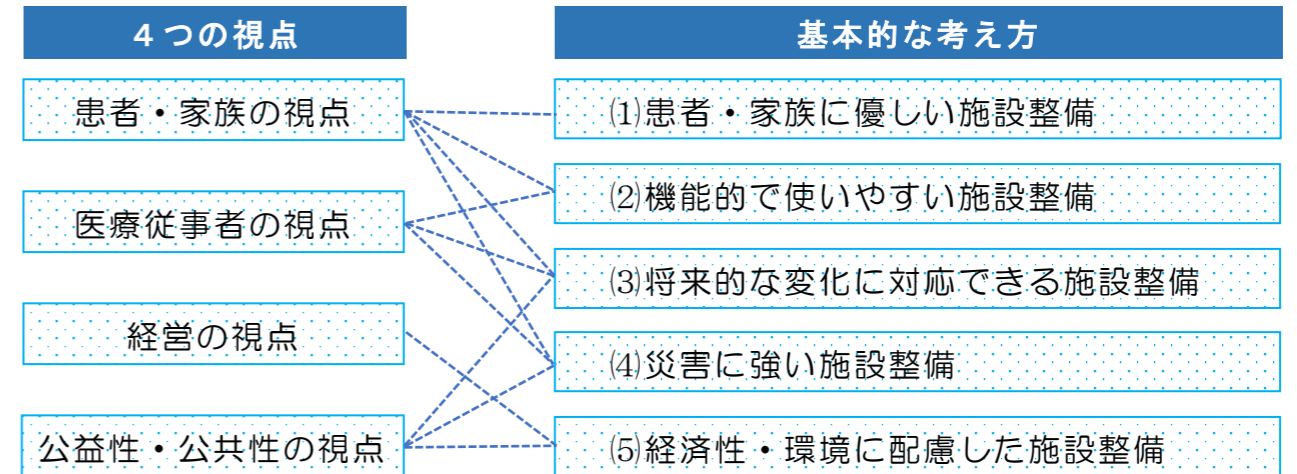 ４つの視点
患者・家族の視点
医療従事者の視点
経営の視点
公益性・公共性の視点
基本的な考え方
⑴患者・家族に優しい施設整備
⑵機能的で使いやすい施設整備
⑶将来的な変化に対応できる施設整備
⑷災害に強い施設整備
⑸経済性・環境に配慮した施設整備